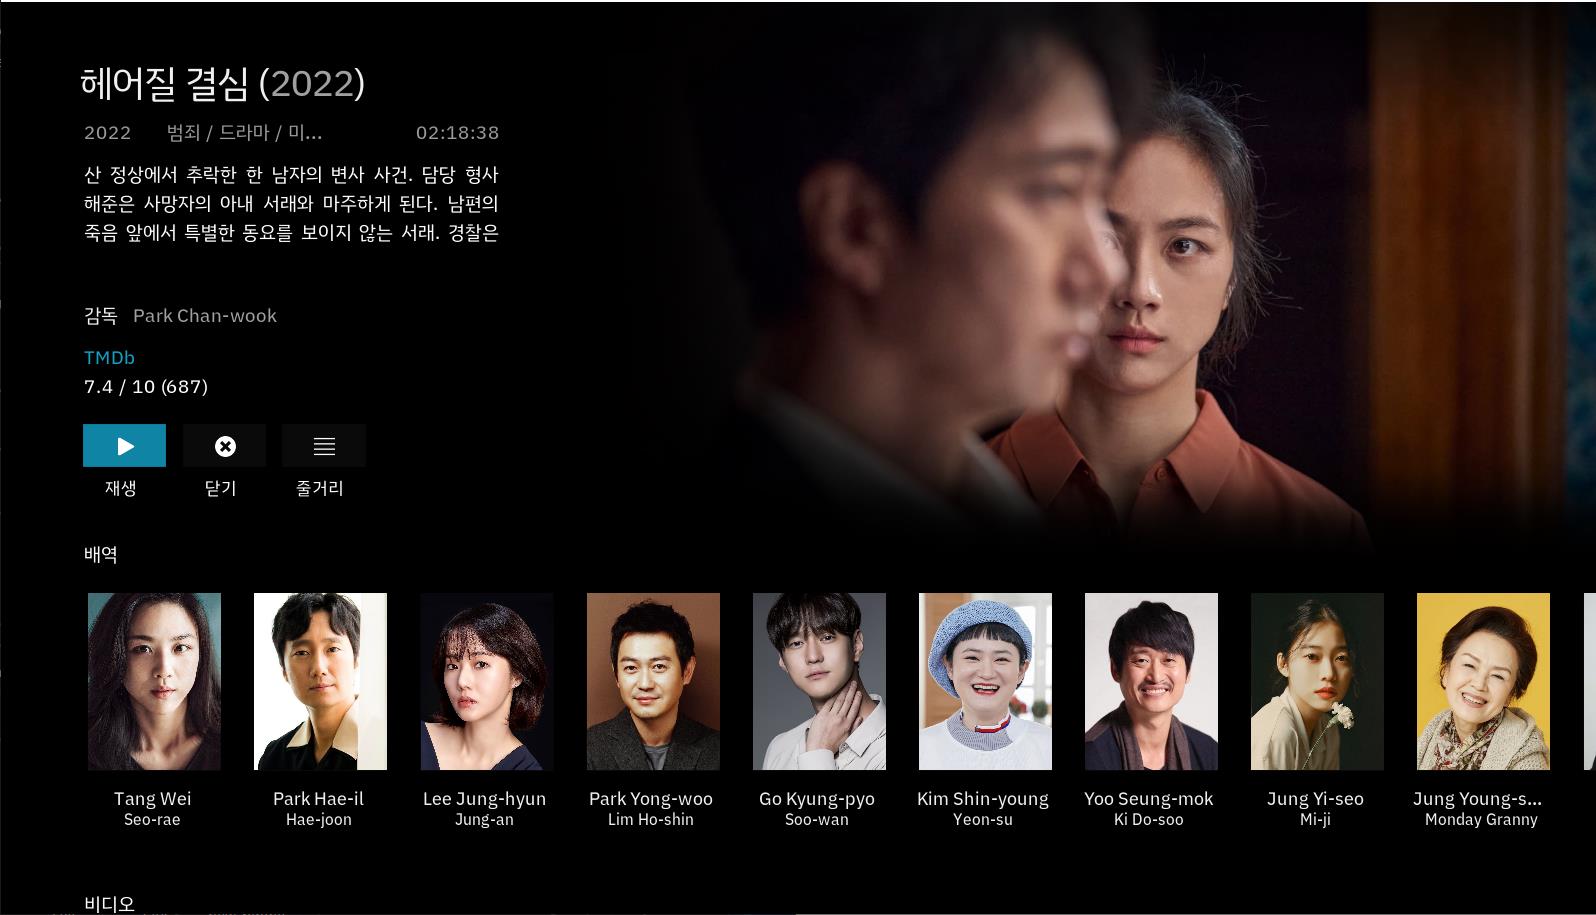 헤어질 결심 (2022)
2022 범죄 / 드라마 / 미... 02:18:38
산 정상에서 추락한 한 남자의 변사 사건. 담당 형사
해준은 사망자의 아내 서래와 마주하게 된다. 남편의
죽음 앞에서 특별한 동요를 보이지 않는 서래. 경찰은
감독 Park Chan-wook
TMDb
7.4 / 10 (687)
재생 닫기 줄거리
배역
Tang Wei Park Hae-il Lee Jung-hyun Park Yong-woo Go Kyung-pyo Kim Shin-young Yoo Seung-mok Jung Yi-seo Jung Young-s...
Seo-rae Hae-joon Jung-an Lim Ho-shin Soo-wan Yeon-su Ki Do-soo Mi-ji Monday Granny
비디오